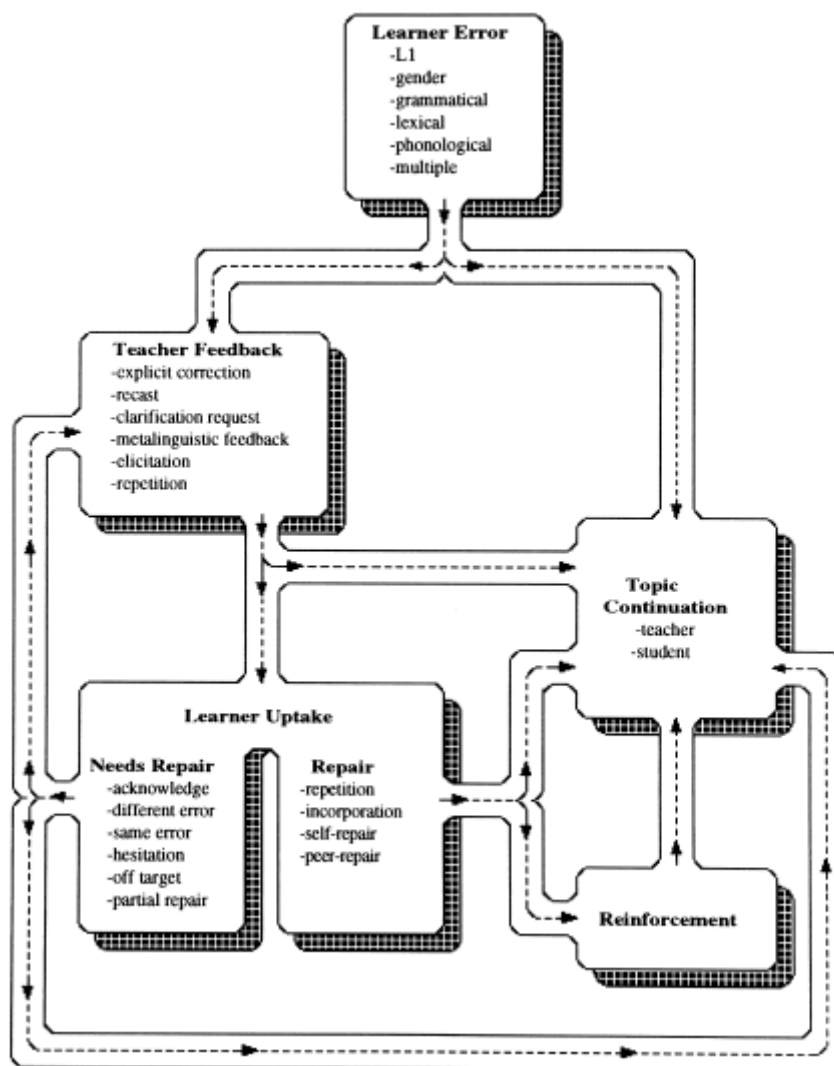 Learner Error
-L1
-gender
-grammatical
-lexical
-phonological
-multiple
Teacher Feedback
-explicit correction
-recast
-clarification request
-metalinguistic feedback
-elicitation
-repetition
Topic
Continuation
-teacher
-student
Learner Uptake
Needs Repair
-acknowledge
-different error
-same error
-hesitation
-off target
-partial repair
Repair
-repetition
-incorporation
-self-repair
-peer-repair
Reinforcement